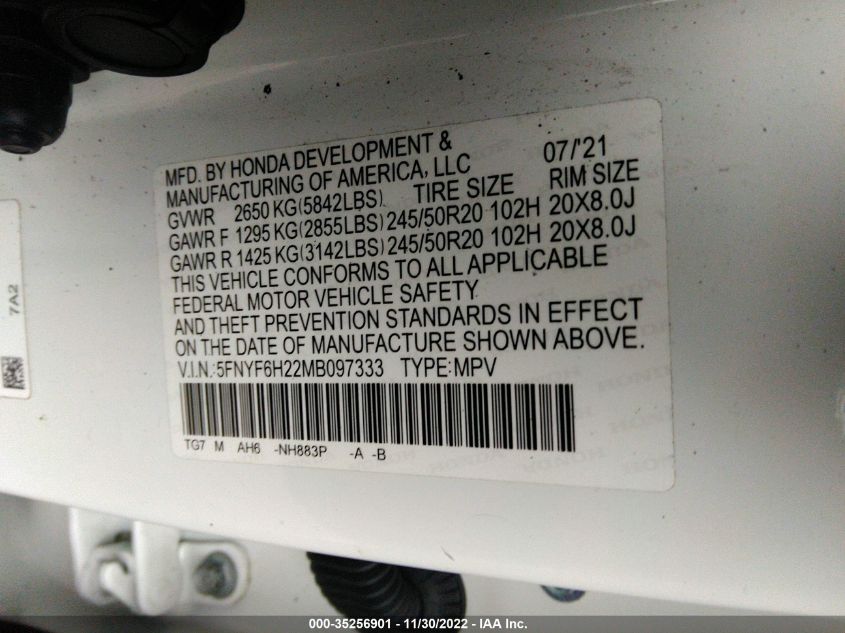 MFD. BY HONDA DEVELOPMENT & 07/'21
MANUFACTURING OF AMERICA, LLC
GVWR 2650 KG(5842LBS) TIRE SIZE RIM SIZE
GAWR F 1295 KG(2855LBS) 245/50R20 102H 20X8.0J
GAWR R 1425 KG(3142LBS) 245/50R20 102H 20X8.0J
THIS VEHICLE CONFORMS TO ALL APPLICABLE
FEDERAL MOTOR VEHICLE SAFETY
AND THEFT PREVENTION STANDARDS IN EFFECT
ON THE DATE OF MANUFACTURE SHOWN ABOVE.
V.I.N.:5FNYF6H22MB097333 TYPE:MPV
TG7 M AH6 -NH883P -A -B
7A2
000-35256901 - 11/30/2022 - IAA Inc.